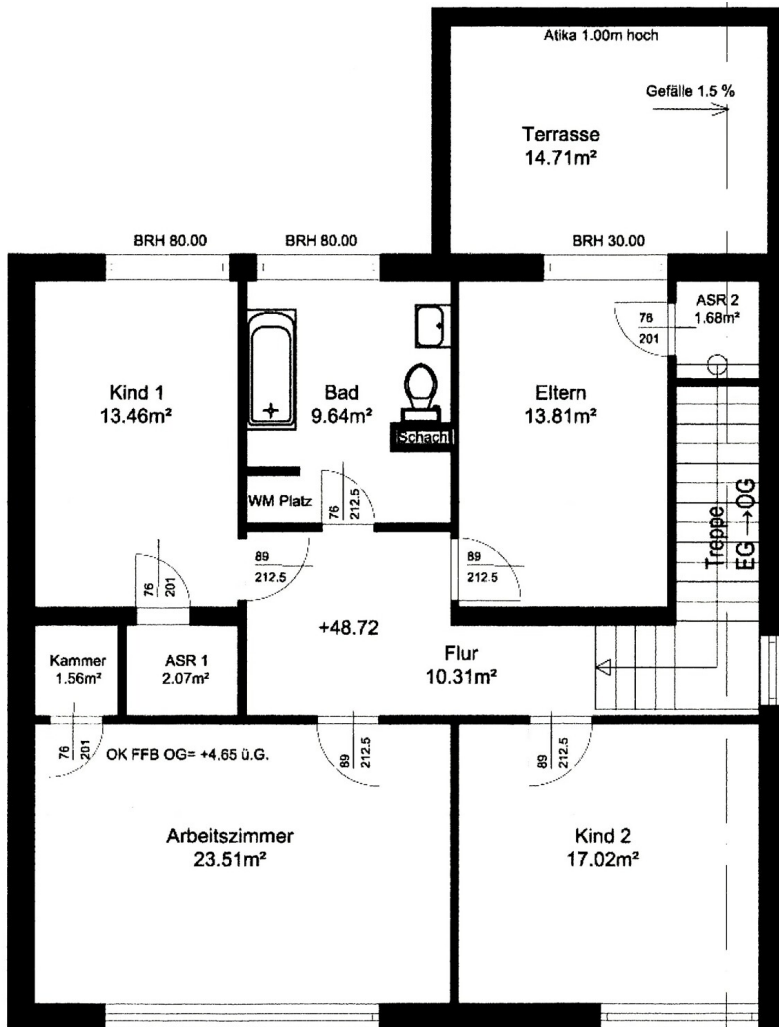 Atika 1.00m hoch
Gefälle 1.5 %
Terrasse
14.71m²
BRH 80.00
BRH 80.00
BRH 30.00
ASR 2
1.68m²
76
201
Kind 1
13.46m²
Bad
9.64m²
Eltern
13.81m²
Schach
WM Platz
76
212.5
Treppe
EG → OG
89
212.5
89
212.5
76
201
+48.72
Flur
10.31m²
Kammer
1.56m²
ASR 1
2.07m²
76
201
OK FFB OG= +4.65 ü.G.
89
212.5
89
212.5
Arbeitszimmer
23.51m²
Kind 2
17.02m²